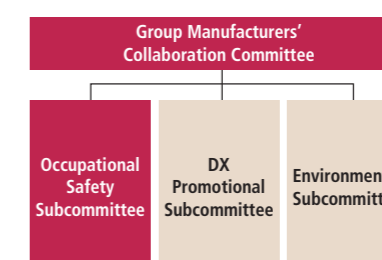 Group Manufacturers’
Collaboration Committee
Occupational
Safety
Subcommittee
DX
Promotional
Subcommittee
Environmen
Subcommitt